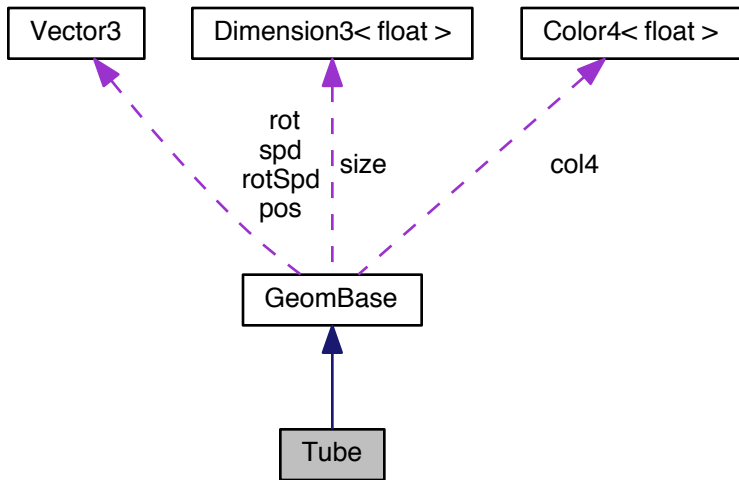 Vector3
Dimension3< float >
Color4< float >
rot
spd
rotSpd
pos
size
col4
GeomBase
Tube